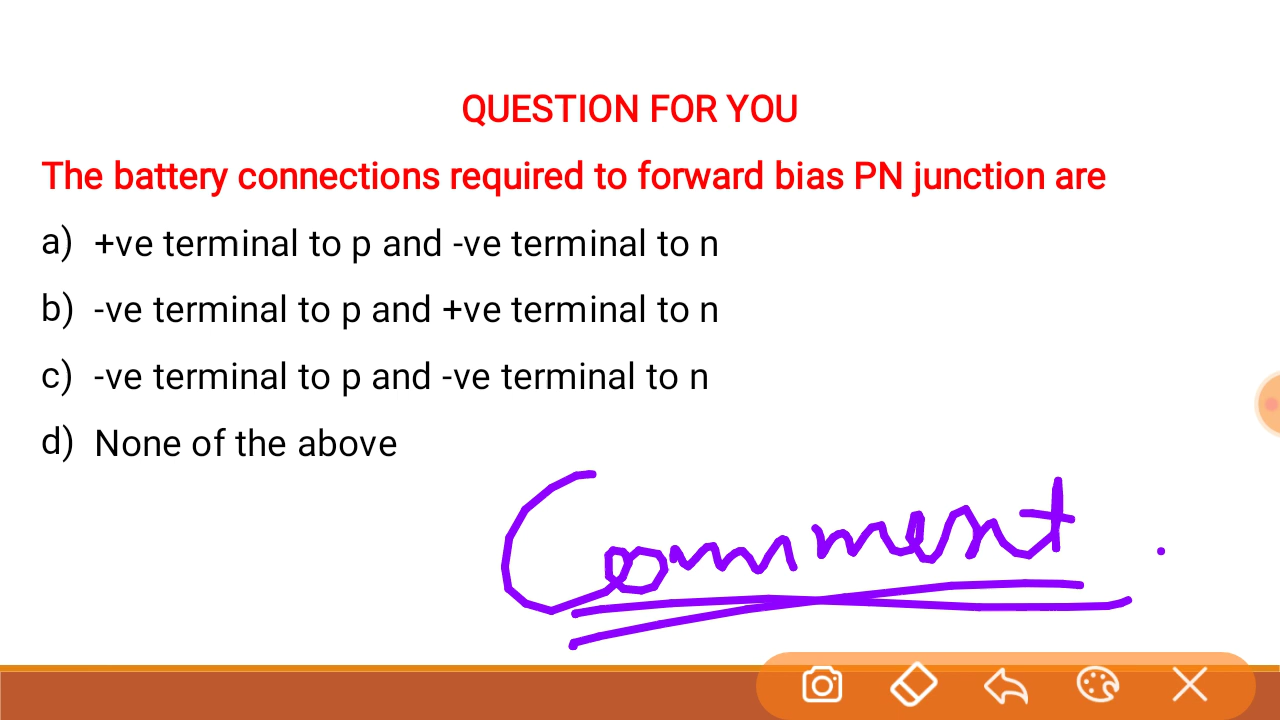 QUESTION FOR YOU
The battery connections required to forward bias PN junction are
a) +ve terminal to p and -ve terminal to n
b) -ve terminal to p and +ve terminal to n
c) -ve terminal to p and -ve terminal to n
d) None of the above
Comment